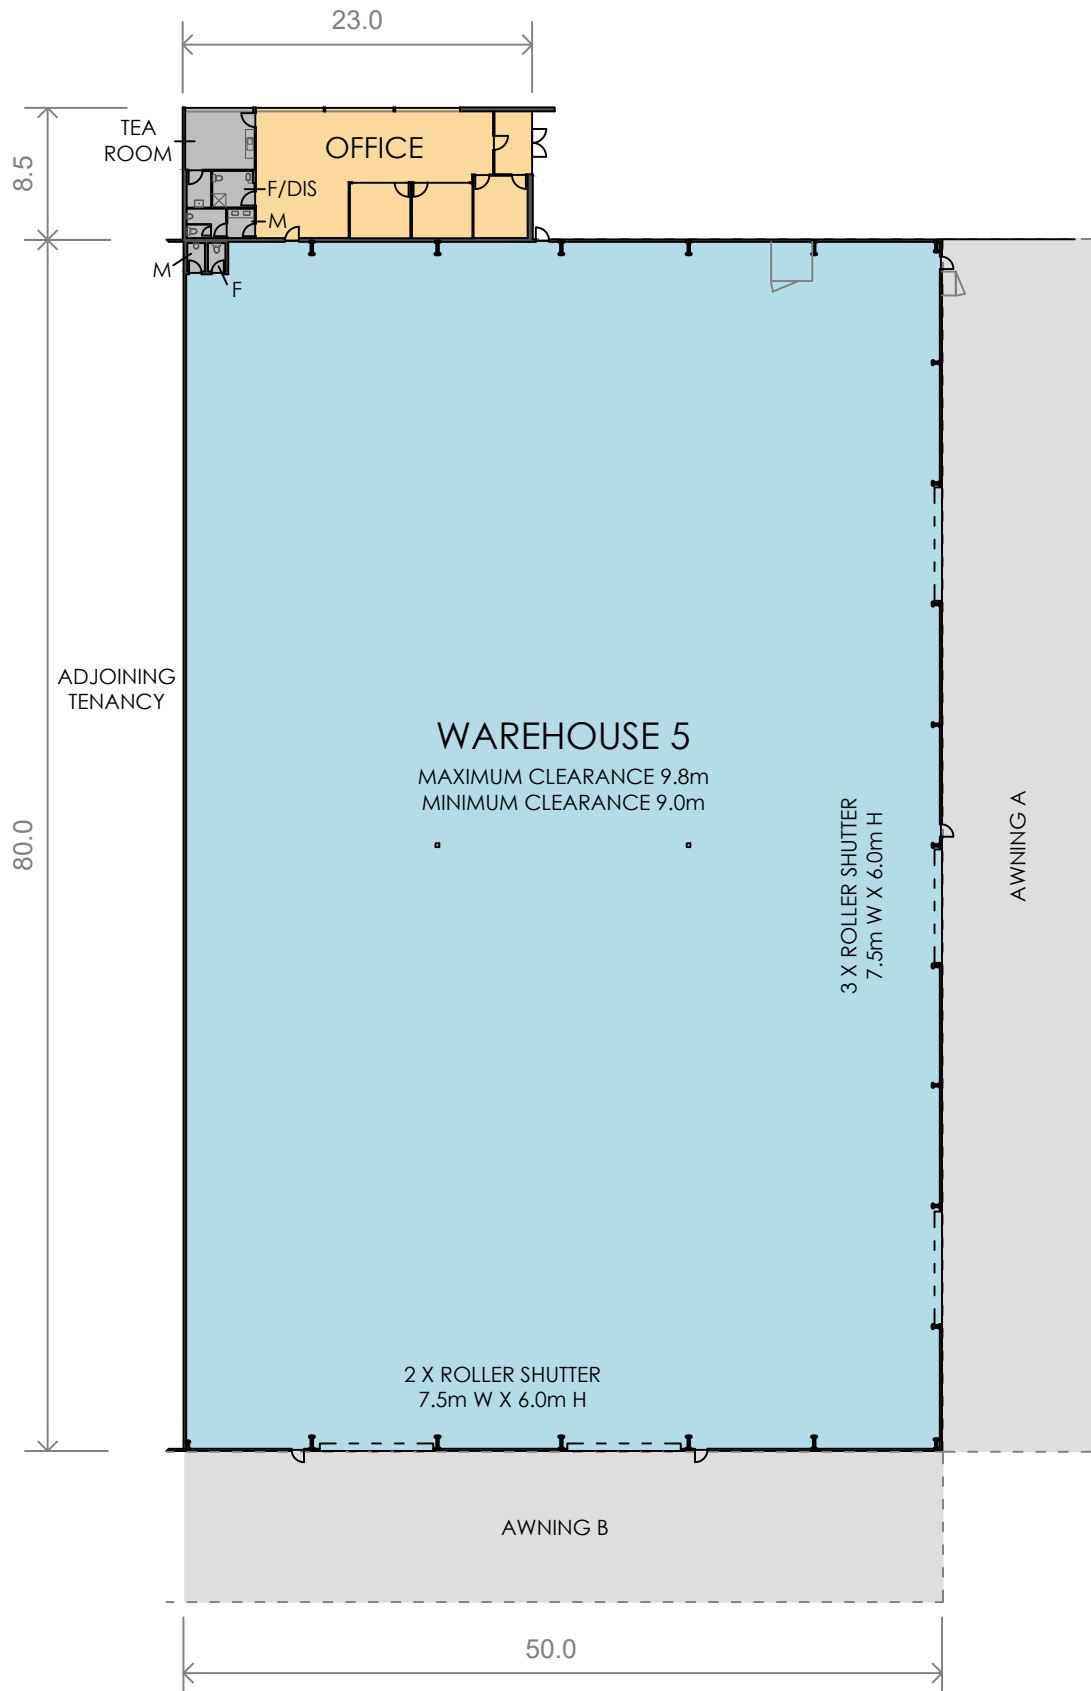 23.0
8.5
TEA
ROOM
OFFICE
F/DIS
M
M
F
ADJOINING
TENANCY
80.0
WAREHOUSE 5
MAXIMUM CLEARANCE 9.8m
MINIMUM CLEARANCE 9.0m
3 X ROLLER SHUTTER
7.5m W X 6.0m H
AWNING A
2 X ROLLER SHUTTER
7.5m W X 6.0m H
AWNING B
50.0